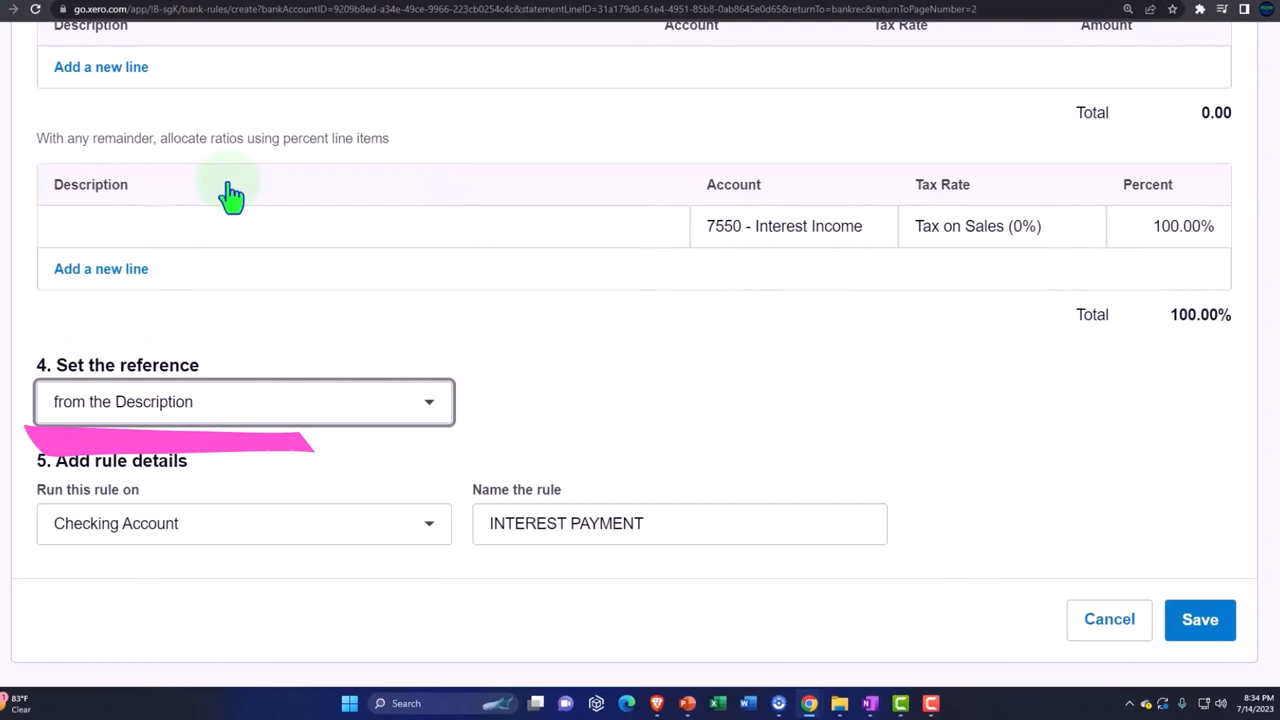 go.xero.com/app/!B-sgK/bank-rules/create?bankAccountID=9209b8ed-a34e-49ce-9966-223cb0254c4c&statementLineID=31a179d0-61e4-4951-85b8-0ab8645e0d65&returnTo=bankrec&returnToPageNumber=2
Description Account Tax Rate Amount
Add a new line
Total 0.00
With any remainder, allocate ratios using percent line items
Description Account Tax Rate Percent
7550 - Interest Income Tax on Sales (0%) 100.00%
Add a new line
Total 100.00%
4. Set the reference
from the Description
5. Add rule details
Run this rule on Name the rule
Checking Account INTEREST PAYMENT
Cancel Save
1
83°F
Clear
Search
8:34 PM
7/14/2023